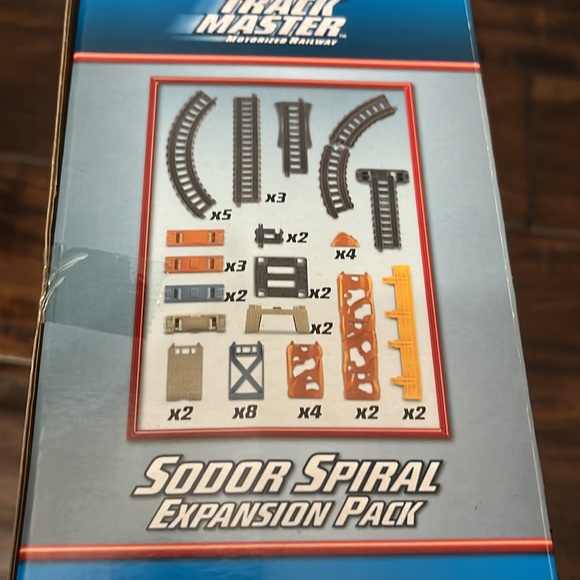 TRACK
MASTER™
MOTORIZED RAILWAY
x5
x3
x2
x4
x3
x2
x2
x2
x2
x8
x4
x2
x2
SODOR SPIRAL
EXPANSION PACK